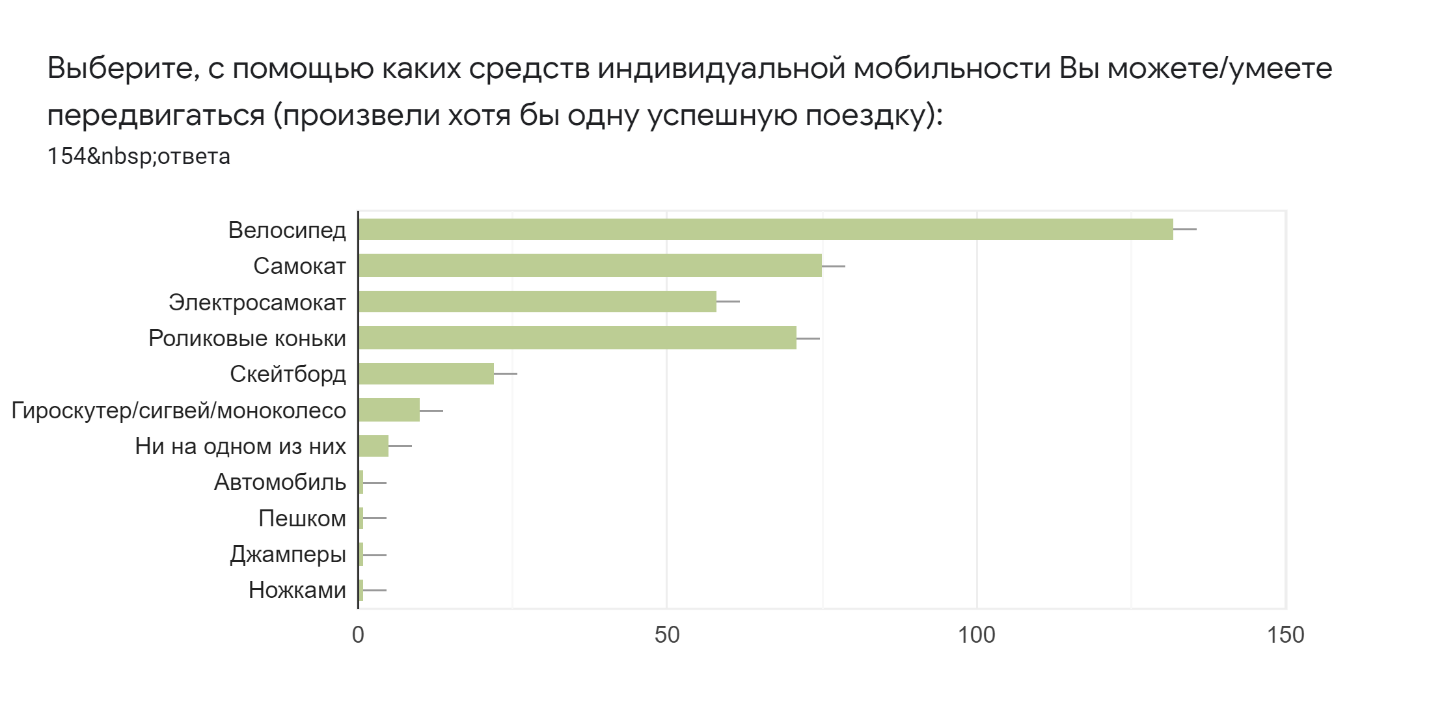 Выберите, с помощью каких средств индивидуальной мобильности Вы можете/умеете
передвигаться (произвели хотя бы одну успешную поездку):
154&nbsp;ответа
Велосипед
Самокат
Электросамокат
Роликовые коньки
Скейтборд
Гироскутер/сигвей/моноколесо
Ни на одном из них
Автомобиль
Пешком
Джамперы
Ножками
0 50 100 150